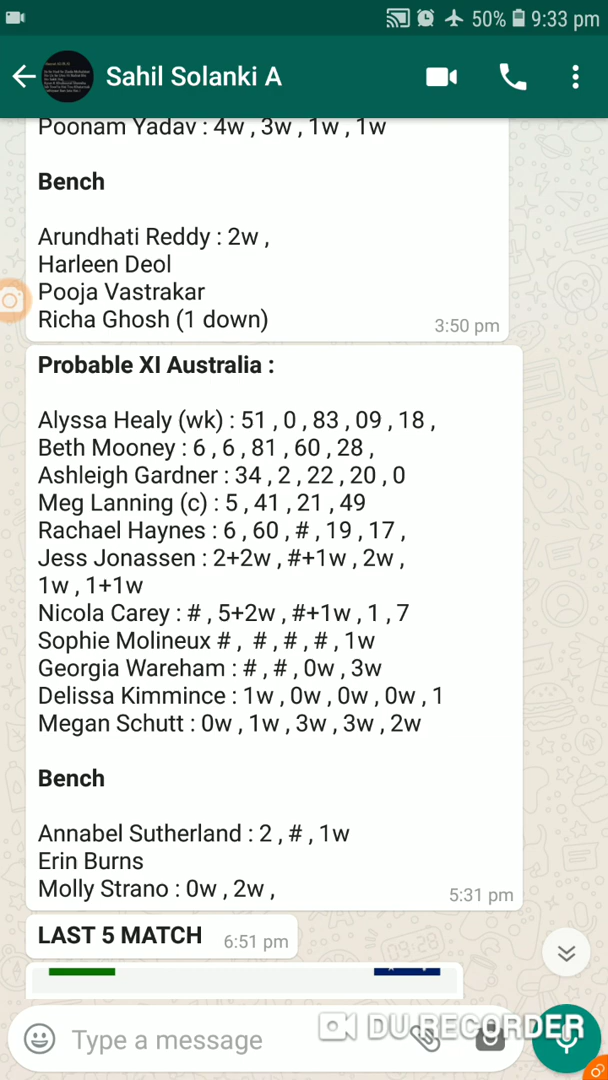 50% 9:33 pm
Sahil Solanki A
Poonam Yadav : 4w , 3w , 1w , 1w
Bench
Arundhati Reddy : 2w ,
Harleen Deol
Pooja Vastrakar
Richa Ghosh (1 down)
3:50 pm
Probable XI Australia :
Alyssa Healy (wk) : 51 , 0 , 83 , 09 , 18 ,
Beth Mooney : 6 , 6 , 81 , 60 , 28 ,
Ashleigh Gardner : 34 , 2 , 22 , 20 , 0
Meg Lanning (c) : 5 , 41 , 21 , 49
Rachael Haynes : 6 , 60 , # , 19 , 17 ,
Jess Jonassen : 2+2w , #+1w , 2w ,
1w , 1+1w
Nicola Carey : # , 5+2w , #+1w , 1 , 7
Sophie Molineux # , # , # , # , 1w
Georgia Wareham : # , # , 0w , 3w
Delissa Kimmince : 1w , 0w , 0w , 0w , 1
Megan Schutt : 0w , 1w , 3w , 3w , 2w
Bench
Annabel Sutherland : 2 , # , 1w
Erin Burns
Molly Strano : 0w , 2w ,
5:31 pm
LAST 5 MATCH 6:51 pm
Type a message
DU RECORDER